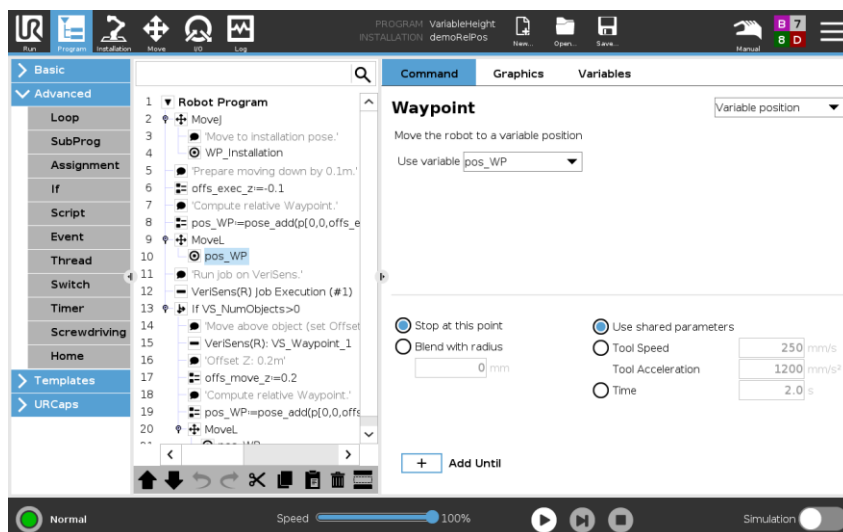 PROGRAM VariableHeight
INSTALLATION demoRelPos
Run
Program
Installation
Move
I/O
Log
New...
Open...
Save...
Manual
B 7
8 D
Basic
Advanced
Loop
SubProg
Assignment
If
Script
Event
Thread
Switch
Timer
Screwdriving
Home
Templates
URCaps
1 Robot Program
2 MoveJ
3 'Move to installation pose.'
4 WP_Installation
5 'Prepare moving down by 0.1m.'
6 offs_exec_z:=-0.1
7 'Compute relative Waypoint.'
8 pos_WP:=pose_add(p[0,0,offs_e
9 MoveL
10 pos_WP
11 'Run job on VeriSens.'
12 VeriSens(R) Job Execution (#1)
13 If VS_NumObjects>0
14 'Move above object (set Offset
15 VeriSens(R): VS_Waypoint_1
16 'Offset Z: 0.2m'
17 offs_move_z:=0.2
18 'Compute relative Waypoint.'
19 pos_WP:=pose_add(p[0,0,offs
20 MoveL
Command
Graphics
Variables
Waypoint
Variable position
Move the robot to a variable position
Use variable pos_WP
Stop at this point
Blend with radius
0 mm
Use shared parameters
Tool Speed 250 mm/s
Tool Acceleration 1200 mm/s²
Time 2.0 s
+ Add Until
Normal
Speed
100%
Simulation